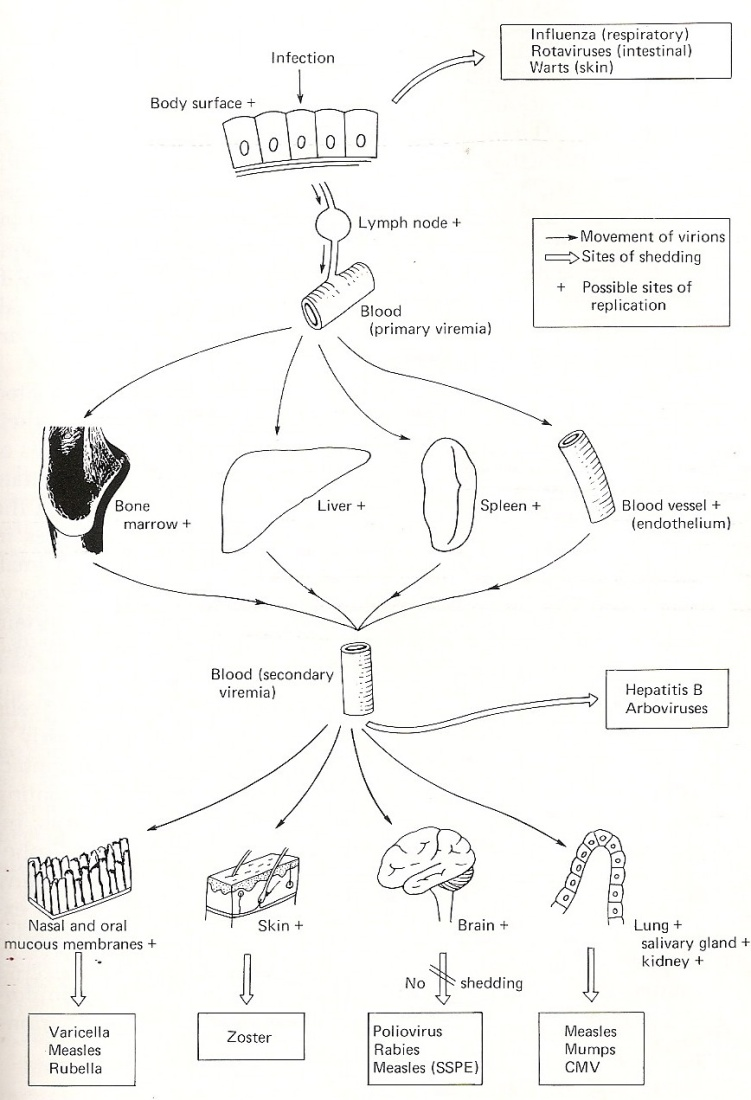 Influenza (respiratory)
Rotaviruses (intestinal)
Warts (skin)
Infection
Body surface +
Lymph node +
Movement of virions
Sites of shedding
+ Possible sites of
replication
Blood
(primary viremia)
Bone
marrow +
Liver +
Spleen +
Blood vessel +
(endothelium)
Blood (secondary
viremia)
Hepatitis B
Arboviruses
Nasal and oral
mucous membranes +
Skin +
Brain +
Lung +
salivary gland +
kidney +
No shedding
Varicella
Measles
Rubella
Zoster
Poliovirus
Rabies
Measles (SSPE)
Measles
Mumps
CMV